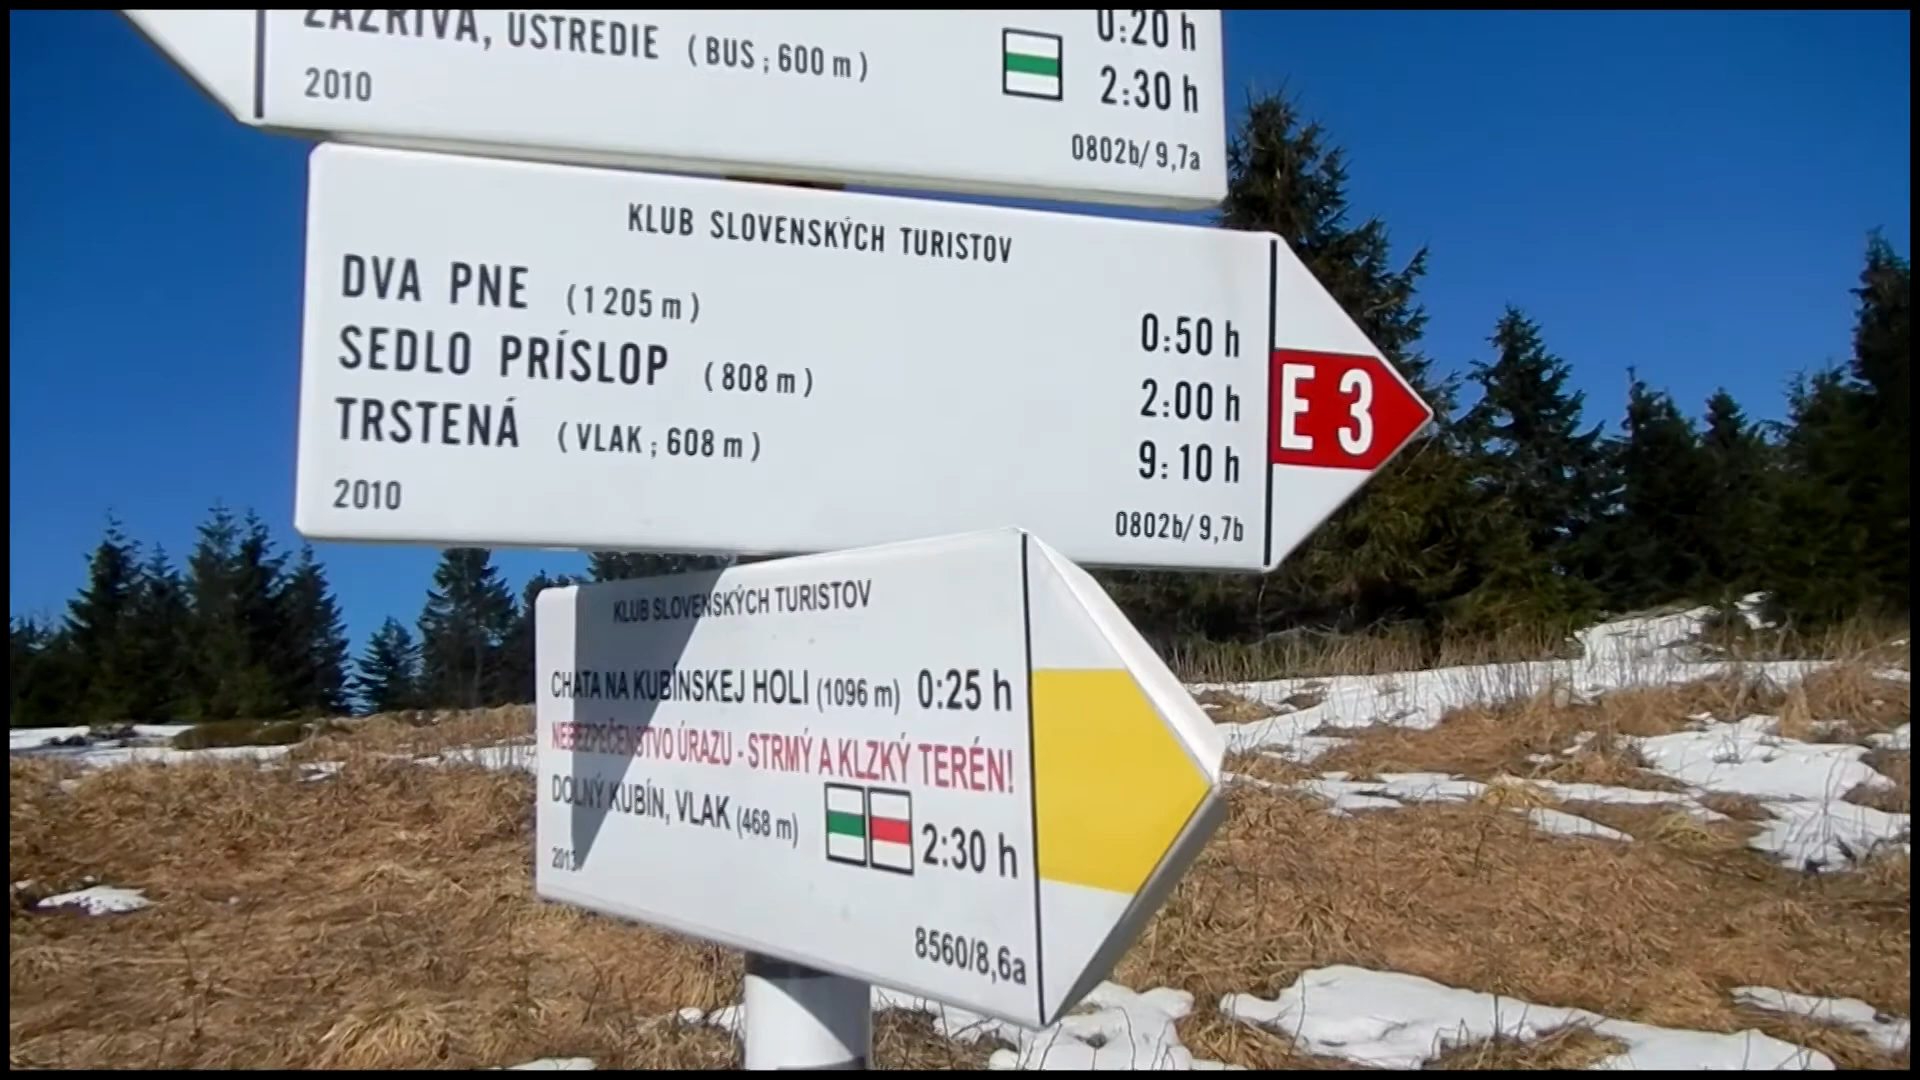 ZÁZRIVÁ, ÚSTREDIE (BUS ; 600 m)
0:20 h
2:30 h
2010
0802b/ 9,7a
KLUB SLOVENSKÝCH TURISTOV
DVA PNE (1 205 m) 0:50 h
SEDLO PRÍSLOP (808 m) 2:00 h
TRSTENÁ (VLAK ; 608 m) 9:10 h
E 3
2010
0802b/ 9,7b
KLUB SLOVENSKÝCH TURISTOV
CHATA NA KUBÍNSKEJ HOLI (1096 m) 0:25 h
NEBEZPEČENSTVO ÚRAZU - STRMÝ A KLZKÝ TERÉN!
DOLNÝ KUBÍN, VLAK (468 m) 2:30 h
2013
8560/8,6a